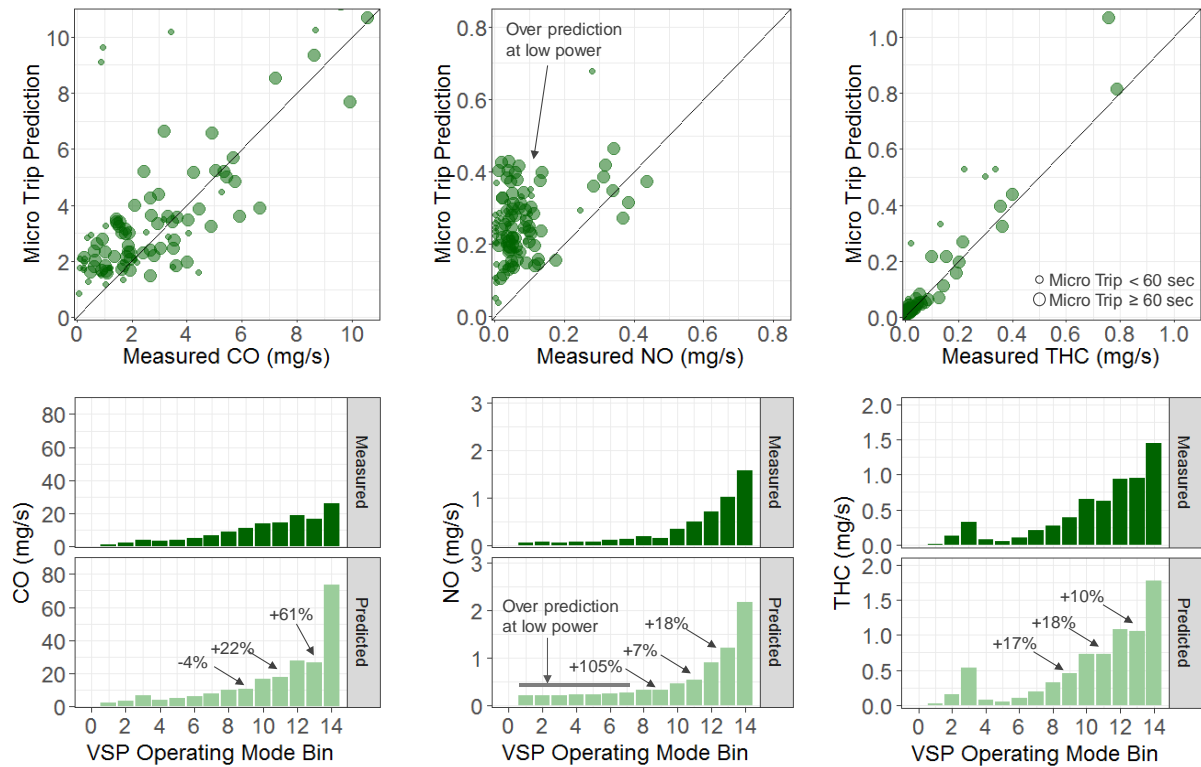 10
8
6
4
2
0
Micro Trip Prediction
0 2 4 6 8 10
Measured CO (mg/s)
0.8
0.6
0.4
0.2
0.0
Micro Trip Prediction
Over prediction
at low power
0.0 0.2 0.4 0.6 0.8
Measured NO (mg/s)
1.0
0.8
0.6
0.4
0.2
0.0
Micro Trip Prediction
Micro Trip < 60 sec
Micro Trip ≥ 60 sec
0.0 0.2 0.4 0.6 0.8 1.0
Measured THC (mg/s)
80
60
40
20
0
Measured
CO (mg/s)
80
60
40
20
0
-4%
+22%
+61%
Predicted
0 2 4 6 8 10 12 14
VSP Operating Mode Bin
3
2
1
0
Measured
NO (mg/s)
3
2
1
0
Over prediction
at low power
+105%
+7%
+18%
Predicted
0 2 4 6 8 10 12 14
VSP Operating Mode Bin
2.0
1.5
1.0
0.5
0.0
Measured
THC (mg/s)
2.0
1.5
1.0
0.5
0.0
+17%
+18%
+10%
Predicted
0 2 4 6 8 10 12 14
VSP Operating Mode Bin